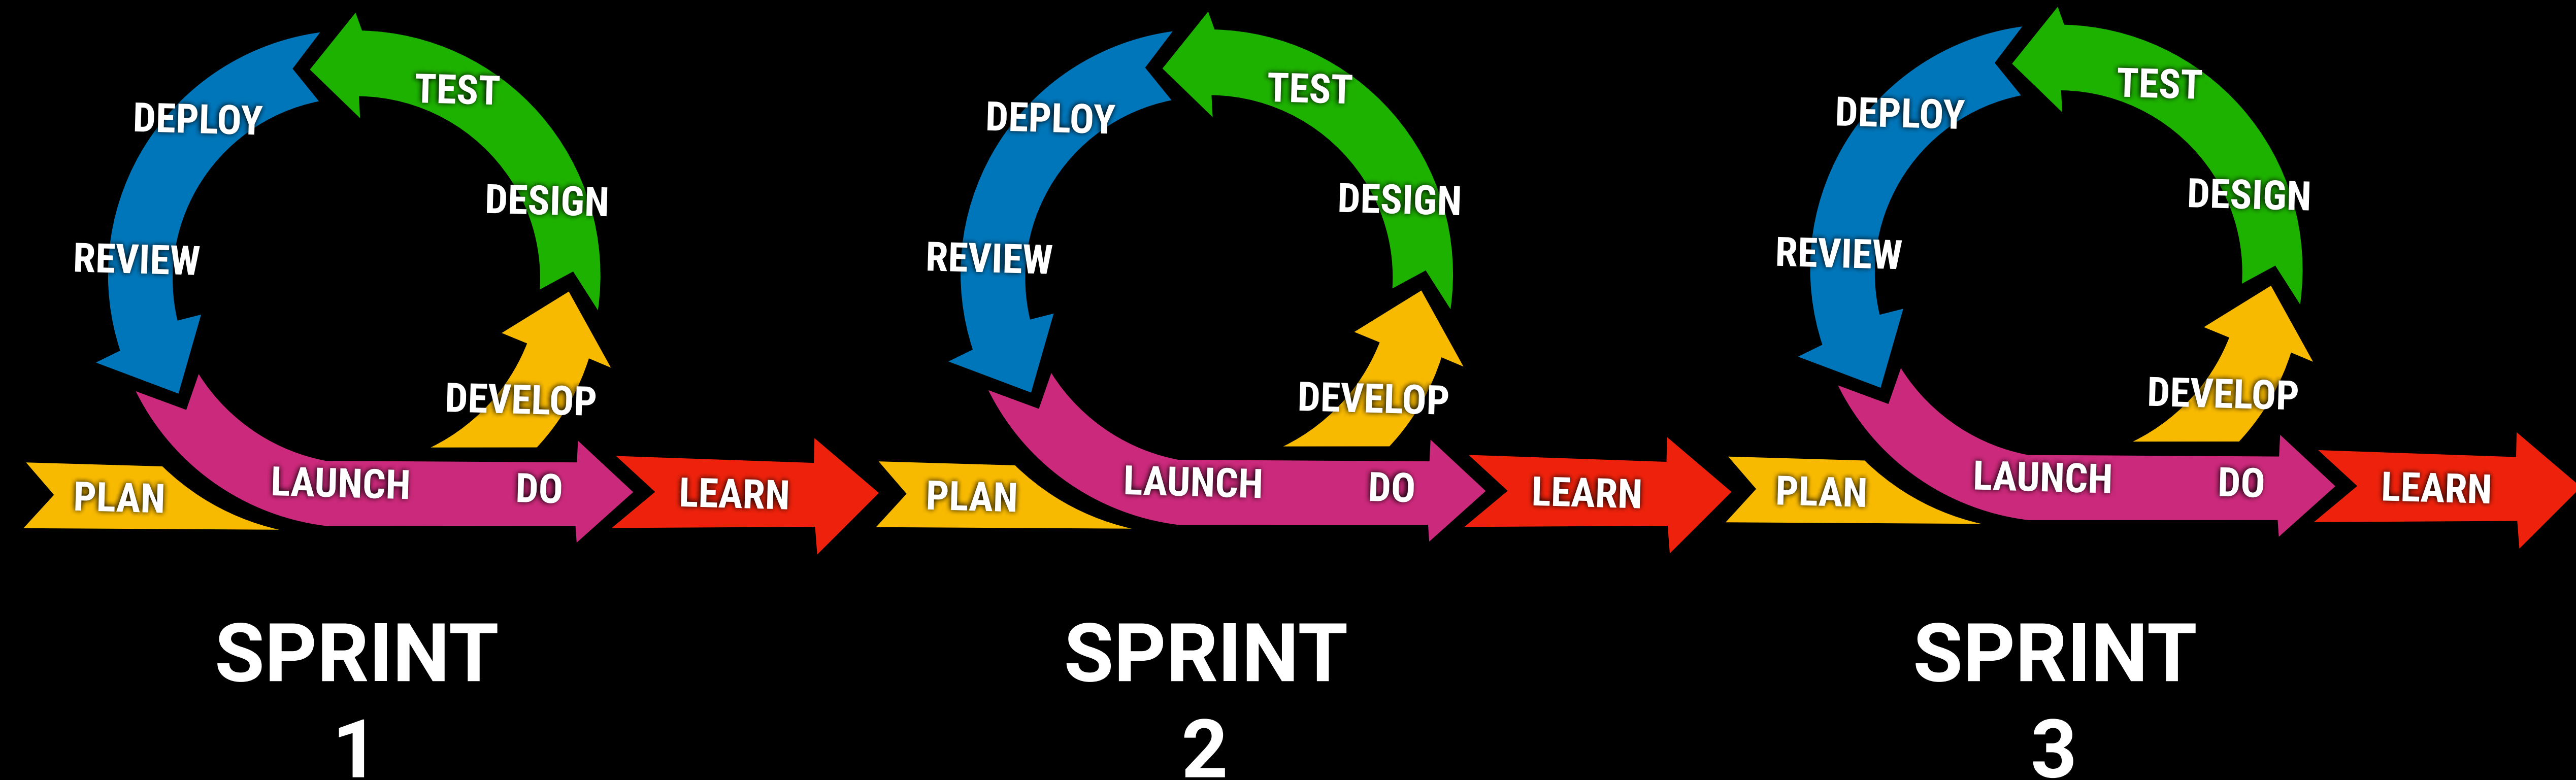 TEST
DEPLOY
DESIGN
REVIEW
DEVELOP
PLAN
LAUNCH
DO
LEARN
SPRINT
1
TEST
DEPLOY
DESIGN
REVIEW
DEVELOP
PLAN
LAUNCH
DO
LEARN
SPRINT
2
TEST
DEPLOY
DESIGN
REVIEW
DEVELOP
PLAN
LAUNCH
DO
LEARN
SPRINT
3